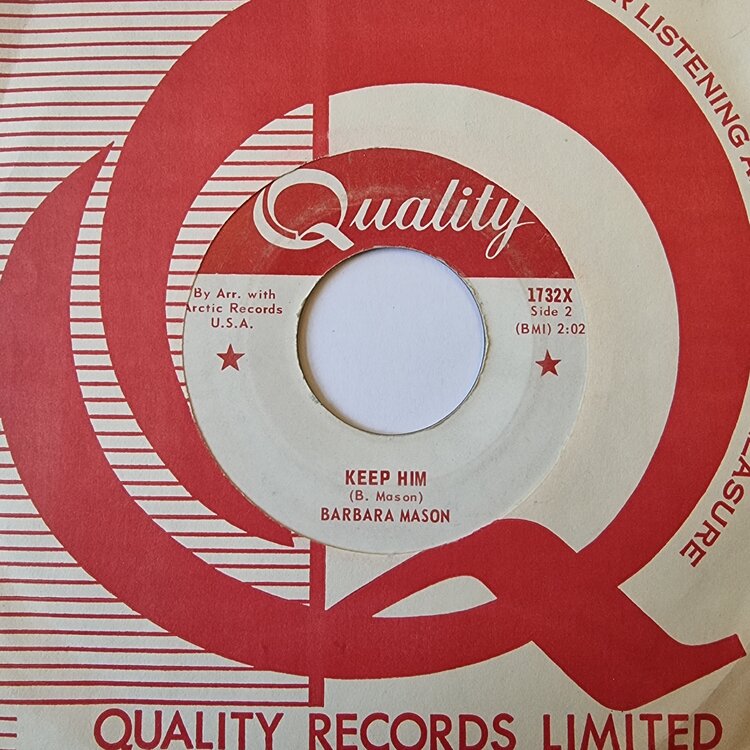 R LISTENING
Quality
By Arr. with
Arctic Records
U.S.A.
1732X
Side 2
(BMI) 2:02
KEEP HIM
(B. Mason)
BARBARA MASON
EASURE
QUALITY RECORDS LIMITED